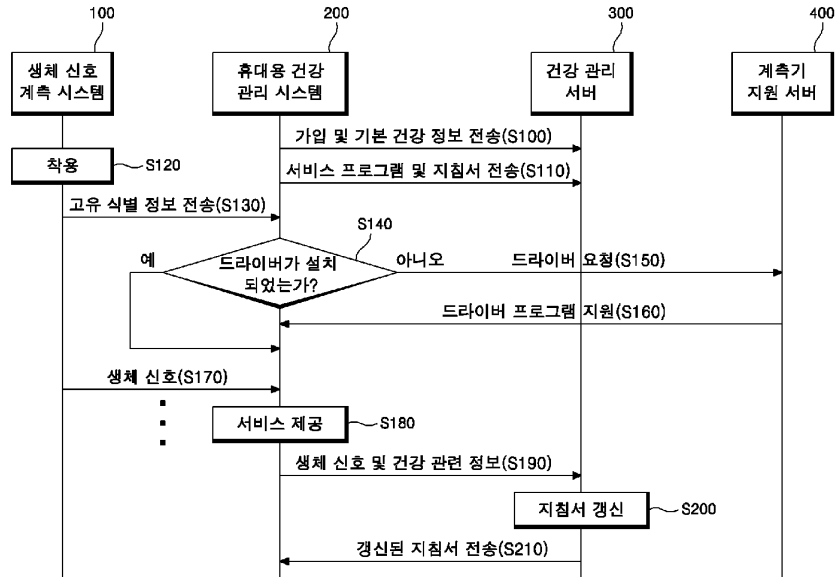 100
200
300
400
생체 신호
계측 시스템
휴대용 건강
관리 시스템
건강 관리
서버
계측기
지원 서버
가입 및 기본 건강 정보 전송(S100)
착용
S120
서비스 프로그램 및 지침서 전송(S110)
고유 식별 정보 전송(S130)
S140
예
드라이버가 설치
되었는가?
아니오
드라이버 요청(S150)
드라이버 프로그램 지원(S160)
생체 신호(S170)
서비스 제공
S180
생체 신호 및 건강 관련 정보(S190)
지침서 갱신
S200
갱신된 지침서 전송(S210)